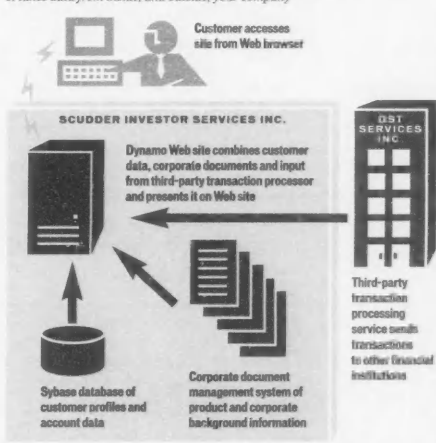 your company
Customer accesses
site from Web browser
SCUDDER INVESTOR SERVICES INC.
Dynamo Web site combines customer
data, corporate documents and input
from third-party transaction processor
and presents it on Web site
SERVICES
INC
Third-party
transaction
processing
service sends
transactions
to other financial
institutions
Sybase database of
customer profiles and
account data
Corporate document
management system of
product and corporate
background information